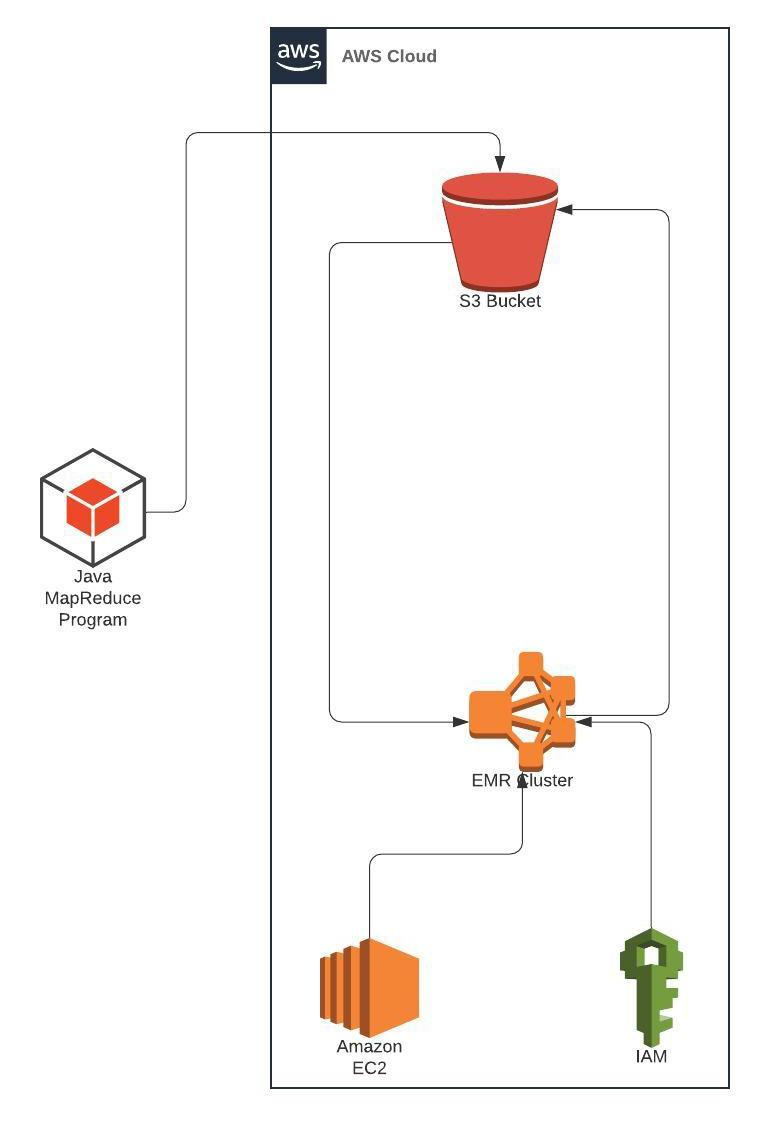 aws
AWS Cloud
S3 Bucket
Java
MapReduce
Program
EMR Cluster
Amazon
EC2
IAM